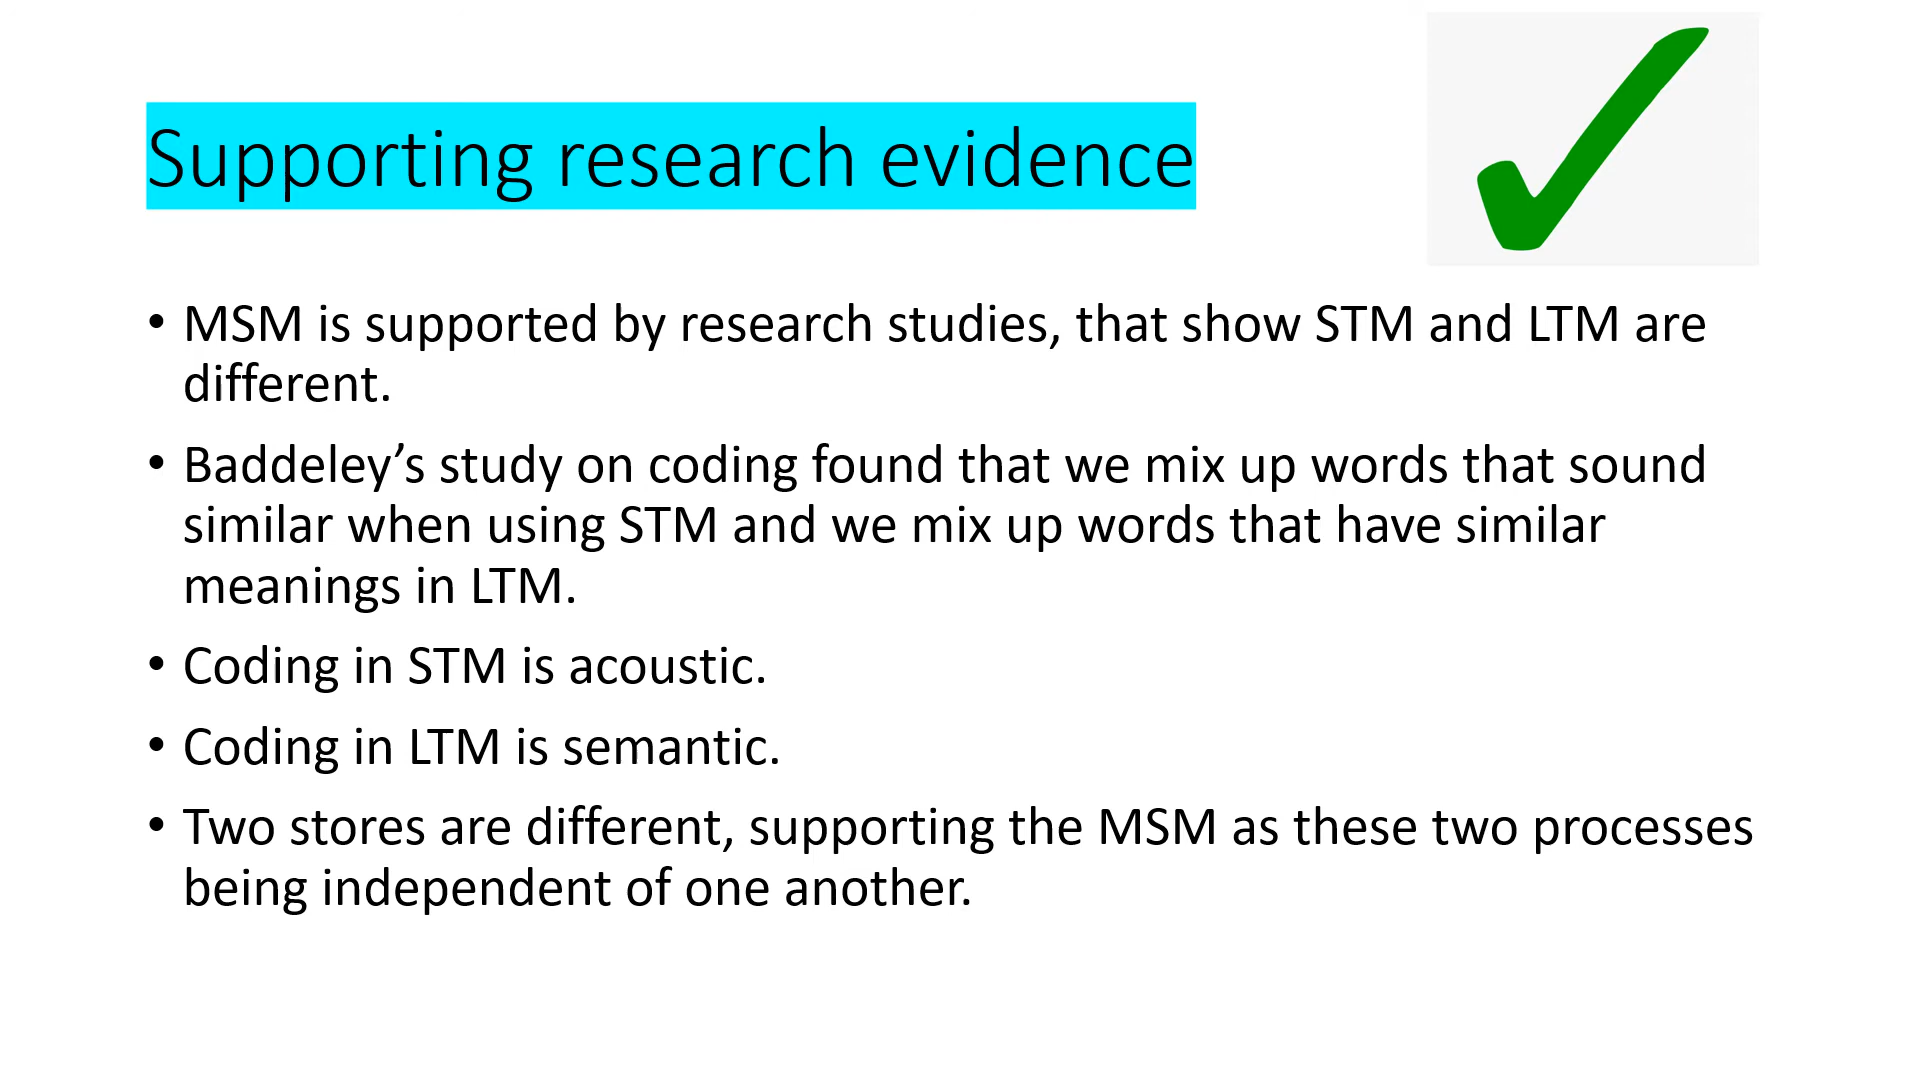 Supporting research evidence
• MSM is supported by research studies, that show STM and LTM are
different.
• Baddeley’s study on coding found that we mix up words that sound
similar when using STM and we mix up words that have similar
meanings in LTM.
• Coding in STM is acoustic.
• Coding in LTM is semantic.
• Two stores are different, supporting the MSM as these two processes
being independent of one another.